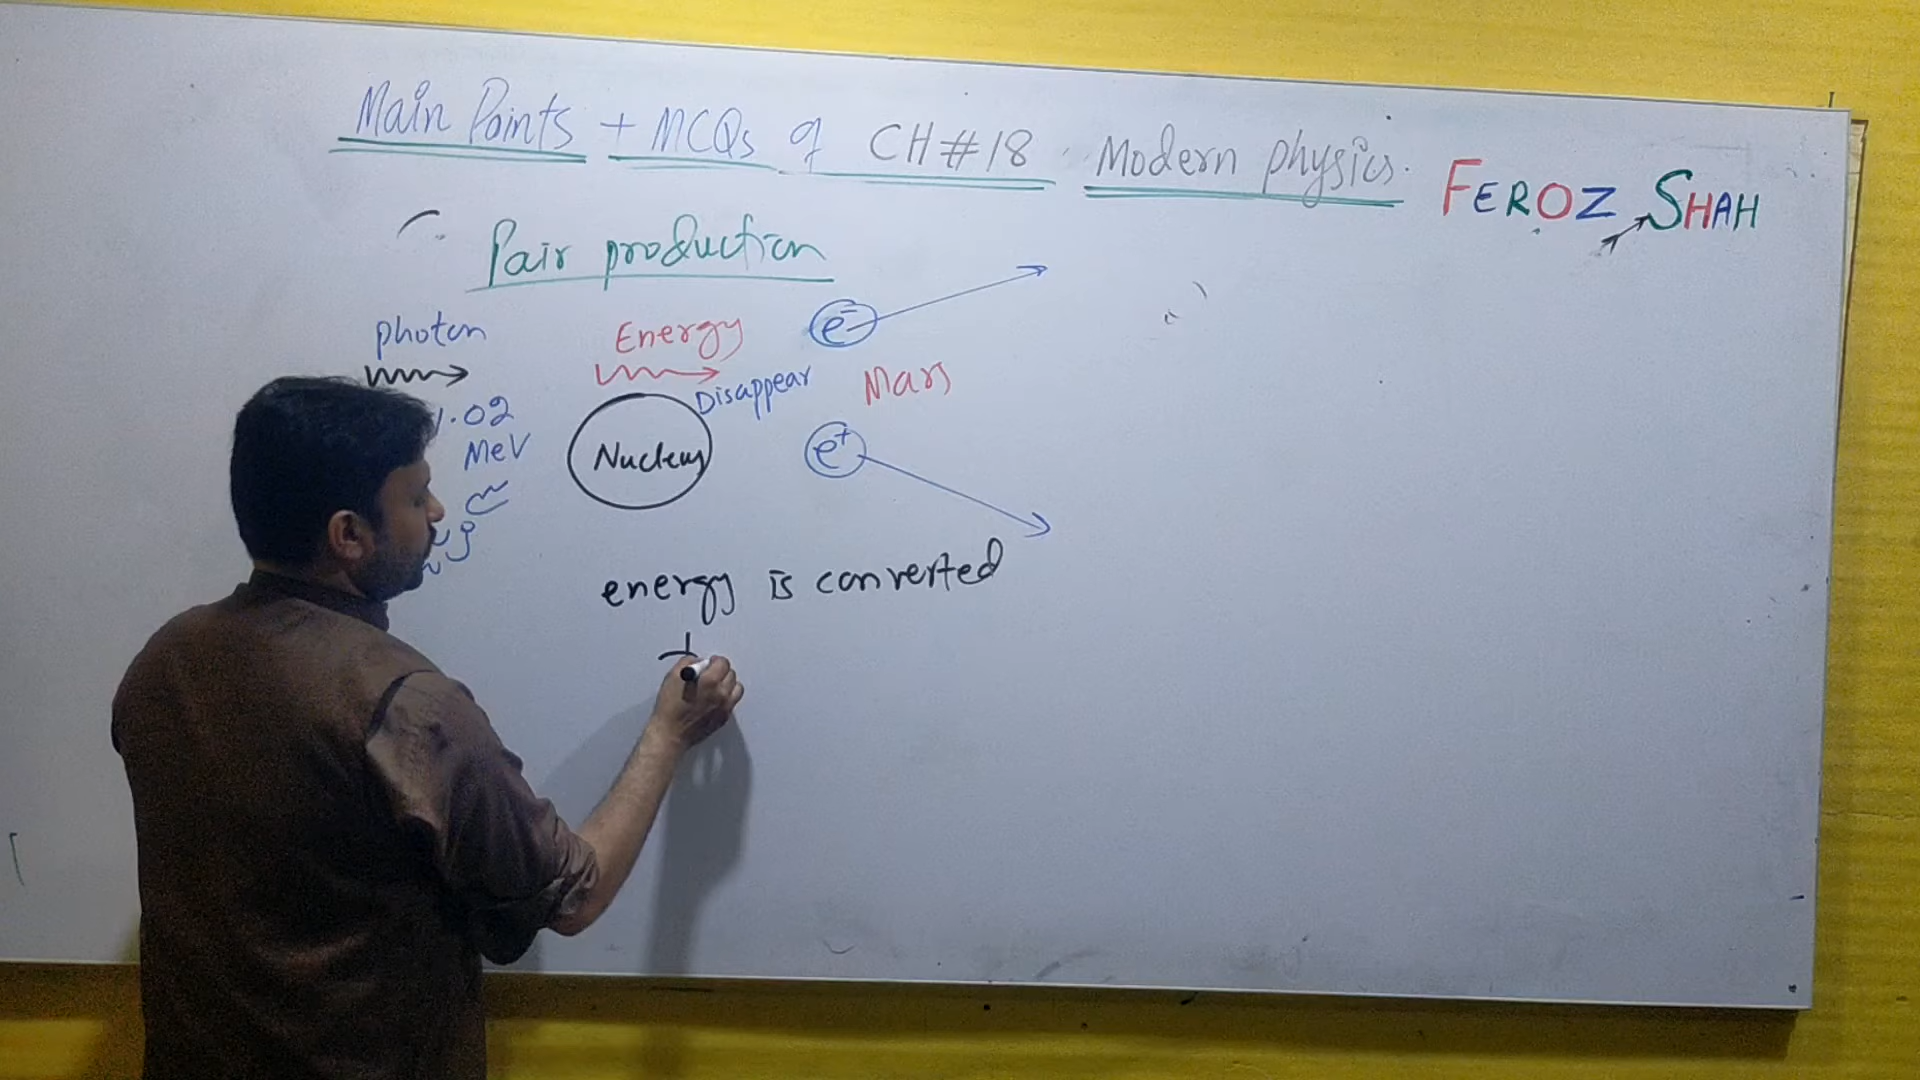 Main Points + MCQs of CH#18 Modern physics.
FEROZ SHAH
Pair production
photon
Energy
e-
Disappear
Mass
1.02
MeV
Nucleus
e+
energy is converted